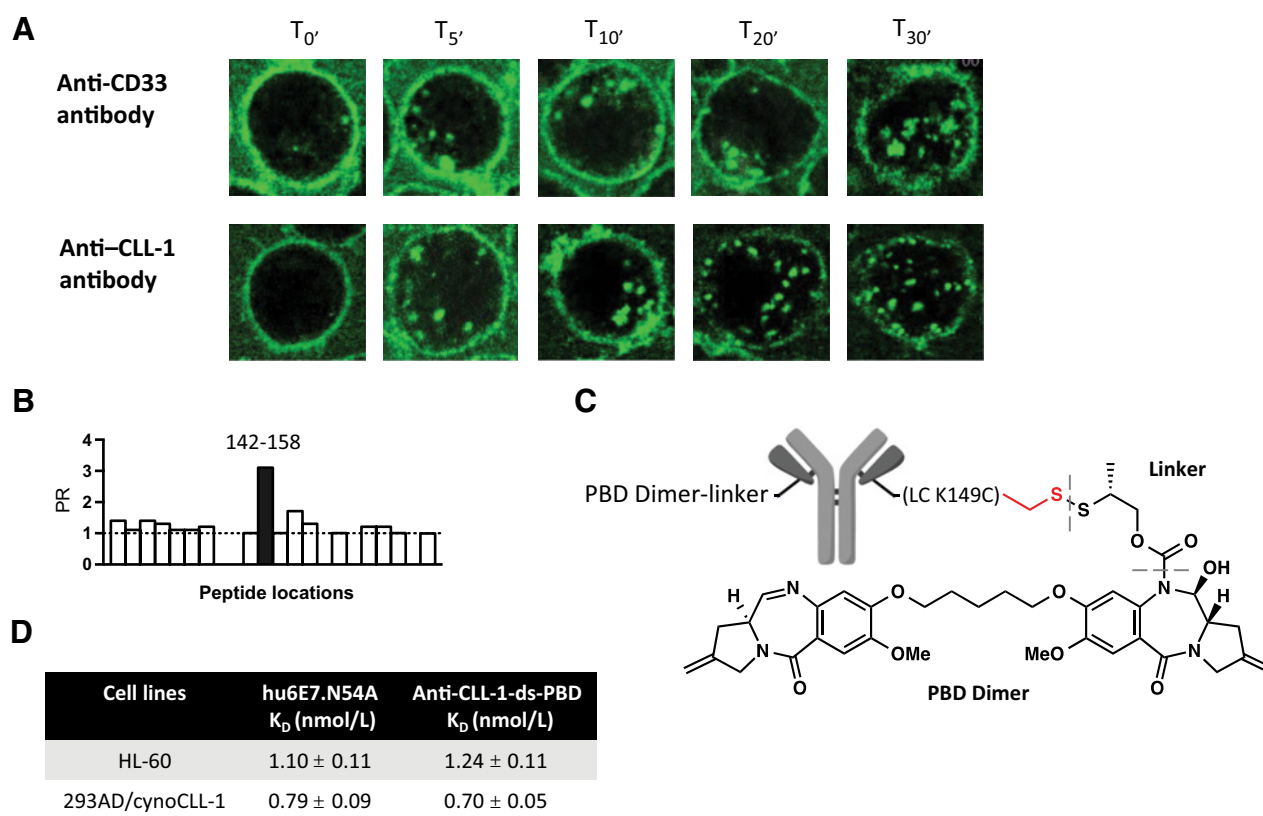 A
T0′ T5′ T10′ T20′ T30′
Anti-CD33
antibody
00
Anti–CLL-1
antibody
B
142-158
4
3
2
1
0
PR
Peptide locations
C
PBD Dimer-linker
(LC K149C)
S
S
Linker
O
O
OH
N
H
H
N
O
O
N
OMe
MeO
N
O
O
PBD Dimer
D
Cell lines hu6E7.N54A Anti-CLL-1-ds-PBD
KD (nmol/L) KD (nmol/L)
HL-60 1.10 ± 0.11 1.24 ± 0.11
293AD/cynoCLL-1 0.79 ± 0.09 0.70 ± 0.05